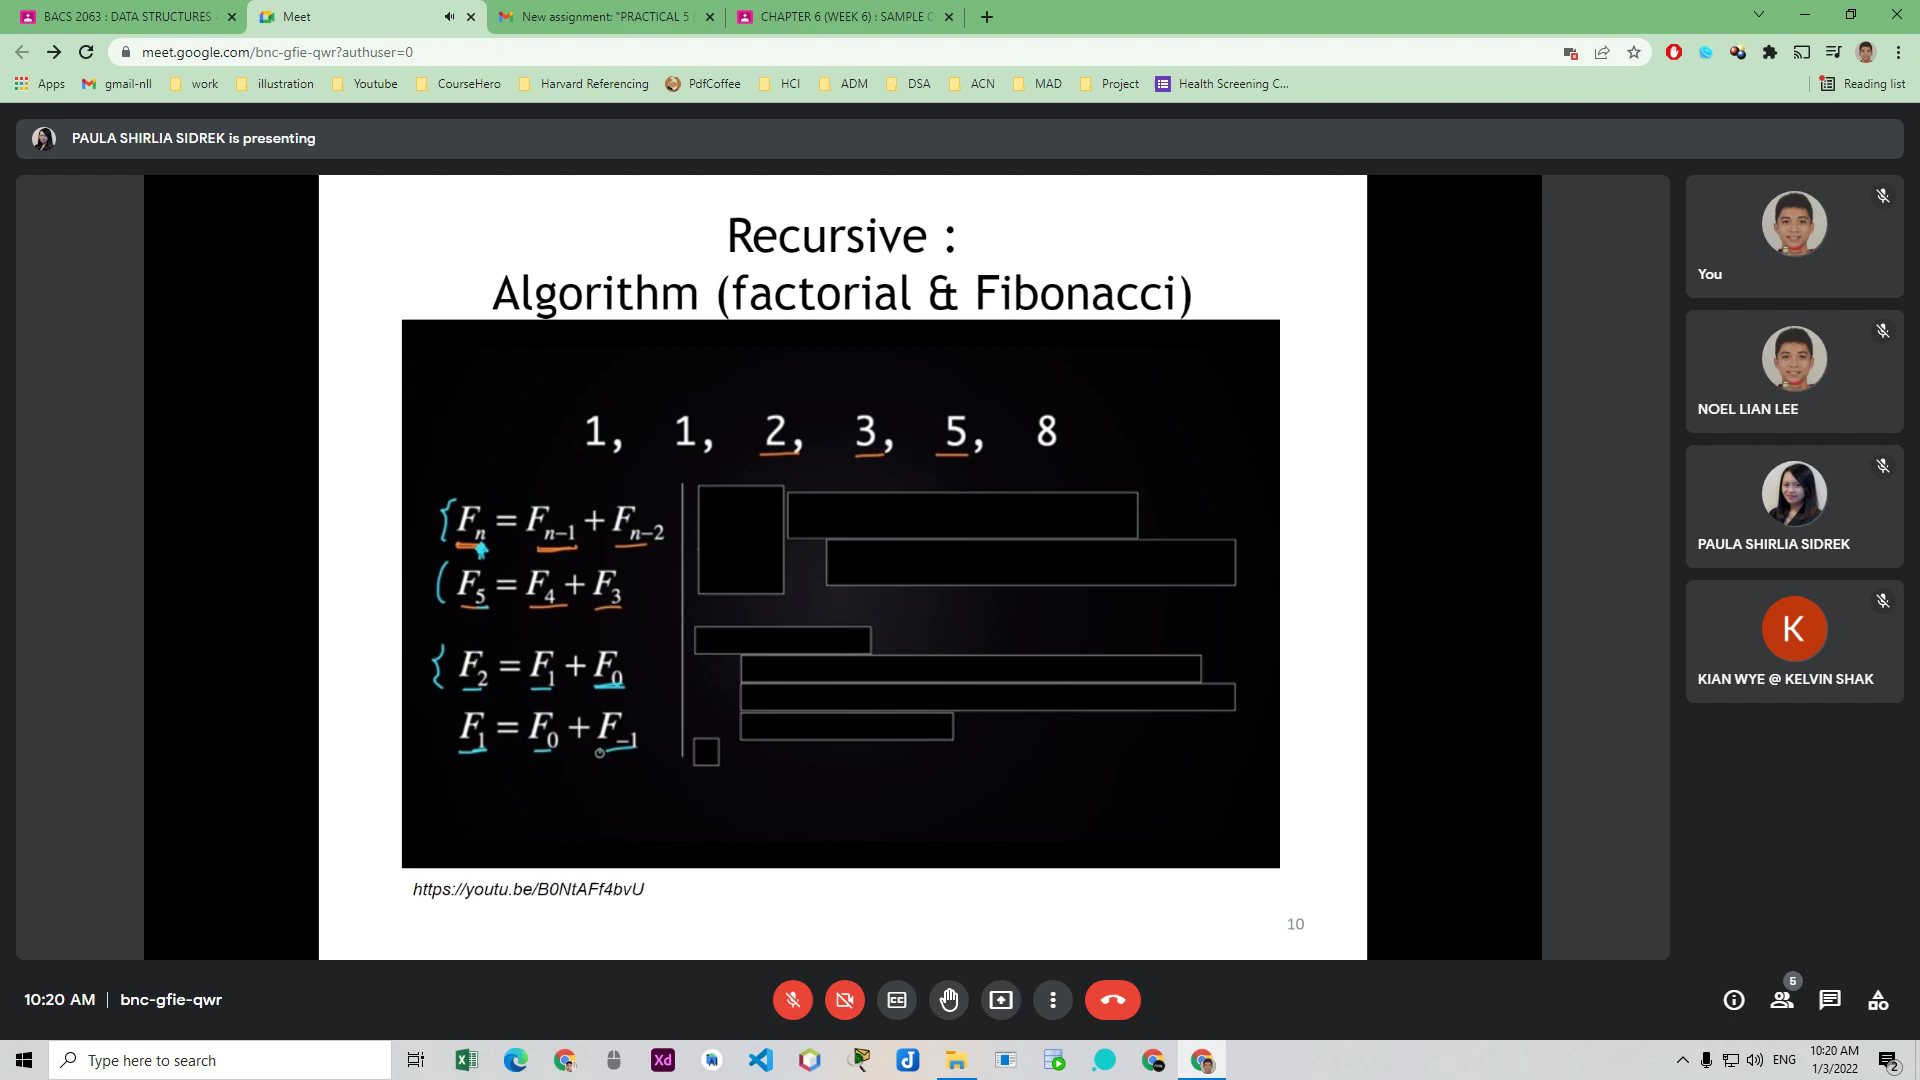 BACS 2063 : DATA STRUCTURES
Meet
New assignment: "PRACTICAL 5
CHAPTER 6 (WEEK 6) : SAMPLE
meet.google.com/bnc-gfie-qwr?authuser=0
Apps gmail-nll work illustration Youtube CourseHero Harvard Referencing PdfCoffee HCI ADM DSA ACN MAD Project Health Screening C... Reading list
PAULA SHIRLIA SIDREK is presenting
Recursive :
Algorithm (factorial & Fibonacci)
1, 1, 2, 3, 5, 8
{Fn = Fn−1 + Fn−2
(F5 = F4 + F3
{F2 = F1 + F0
F1 = F0 + F−1
https://youtu.be/B0NtAFf4bvU
10
You
NOEL LIAN LEE
PAULA SHIRLIA SIDREK
K
KIAN WYE @ KELVIN SHAK
10:20 AM | bnc-gfie-qwr
5
Type here to search
Xd
ENG
10:20 AM
1/3/2022
2